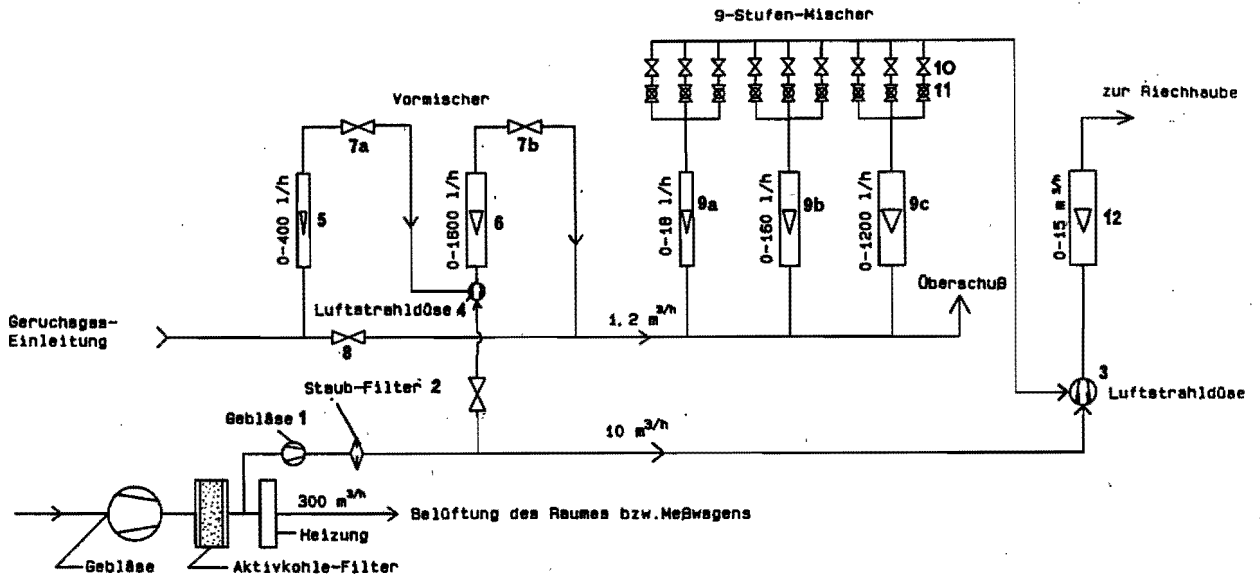 9-Stufen-Mischer
10
11
zur Riechhaube
Vormischer
7a
7b
0-400 l/h
5
0-1800 l/h
6
0-18 l/h
9a
0-160 l/h
9b
0-1200 l/h
9c
0-15 m³/h
12
Überschuß
Luftstrahldüse 4
Geruchsgas-
Einleitung
1,2 m³/h
8
3
Luftstrahldüse
Staub-Filter 2
Gebläse 1
10 m³/h
300 m³/h
Belüftung des Raumes bzw.Meßwagens
Heizung
Gebläse
Aktivkohle-Filter